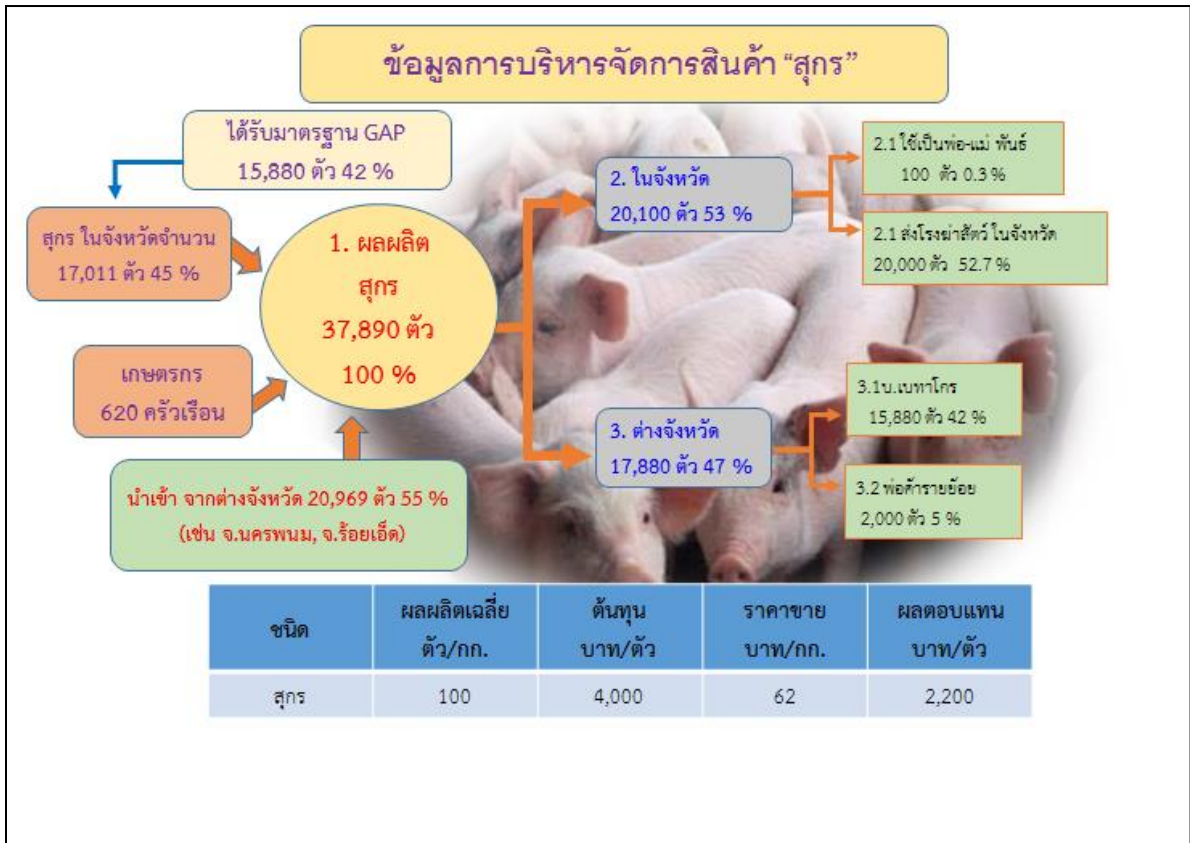 ข้อมูลการบริหารจัดการสินค้า “สุกร”
ได้รับมาตรฐาน GAP
15,880 ตัว 42 %
สุกร ในจังหวัดจำนวน
17,011 ตัว 45 %
เกษตรกร
620 ครัวเรือน
นำเข้า จากต่างจังหวัด 20,969 ตัว 55 %
(เช่น จ.นครพนม, จ.ร้อยเอ็ด)
1. ผลผลิต
สุกร
37,890 ตัว
100 %
2. ในจังหวัด
20,100 ตัว 53 %
2.1 ใช้เป็นพ่อ-แม่ พันธ์
100 ตัว 0.3 %
2.1 ส่งโรงฆ่าสัตว์ ในจังหวัด
20,000 ตัว 52.7 %
3. ต่างจังหวัด
17,880 ตัว 47 %
3.1บ.เบทาโกร
15,880 ตัว 42 %
3.2 พ่อค้ารายย้อย
2,000 ตัว 5 %
ชนิด ผลผลิตเฉลี่ย ต้นทุน ราคาขาย ผลตอบแทน
ตัว/กก. บาท/ตัว บาท/กก. บาท/ตัว
สุกร 100 4,000 62 2,200